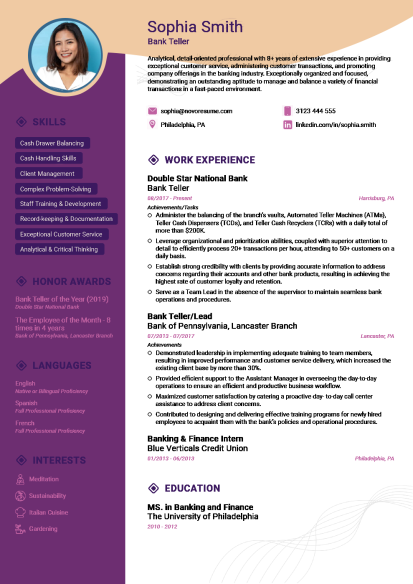 Sophia Smith
Bank Teller
Analytical, detail-oriented professional with 8+ years of extensive experience in providing
exceptional customer service, administering customer transactions, and promoting
company offerings in the banking industry. Exceptionally organized and focused,
demonstrating an outstanding aptitude to manage and balance a variety of financial
transactions in a fast-paced environment.
sophia@novoresume.com
3123 444 555
Philadelphia, PA
linkedin.com/in/sophia.smith
SKILLS
Cash Drawer Balancing
Cash Handling Skills
Client Management
Complex Problem-Solving
Staff Training & Development
Record-keeping & Documentation
Exceptional Customer Service
Analytical & Critical Thinking
HONOR AWARDS
Bank Teller of the Year (2019)
Double Star National Bank
The Employee of the Month - 8
times in 4 years
Bank of Pennsylvania, Lancaster Branch
LANGUAGES
English
Native or Bilingual Proficiency
Spanish
Full Professional Proficiency
French
Full Professional Proficiency
INTERESTS
Meditation
Sustainability
Italian Cuisine
Gardening
WORK EXPERIENCE
Double Star National Bank
Bank Teller
08/2017 - Present
Harrisburg, PA
Achievements/Tasks
Administer the balancing of the branch's vaults, Automated Teller Machines (ATMs),
Teller Cash Dispensers (TCDs), and Teller Cash Recyclers (TCRs) with a daily total of
more than $200K.
Leverage organizational and prioritization abilities, coupled with superior attention to
detail to efficiently process 20+ transactions per hour, attending to 50+ customers on a
daily basis.
Establish strong credibility with clients by providing accurate information to address
concerns regarding their accounts and other bank products, resulting in achieving the
highest rate of customer loyalty and retention.
Serve as a Team Lead in the absence of the supervisor to maintain seamless bank
operations and procedures.
Bank Teller/Lead
Bank of Pennsylvania, Lancaster Branch
07/2013 - 07/2017
Lancaster, PA
Achievements
Demonstrated leadership in implementing adequate training to team members,
resulting in improved performance and customer service delivery, which increased the
existing client base by more than 30%.
Provided efficient support to the Assistant Manager in overseeing the day-to-day
operations to ensure an efficient and productive business workflow.
Maximized customer satisfaction by catering a proactive day- to-day call center
assistance to address client concerns.
Contributed to designing and delivering effective training programs for newly hired
employees to acquaint them with the bank's policies and operational procedures.
Banking & Finance Intern
Blue Verticals Credit Union
01/2013 - 06/2013
Philadelphia, PA
EDUCATION
MS. in Banking and Finance
The University of Philadelphia
2010 - 2012